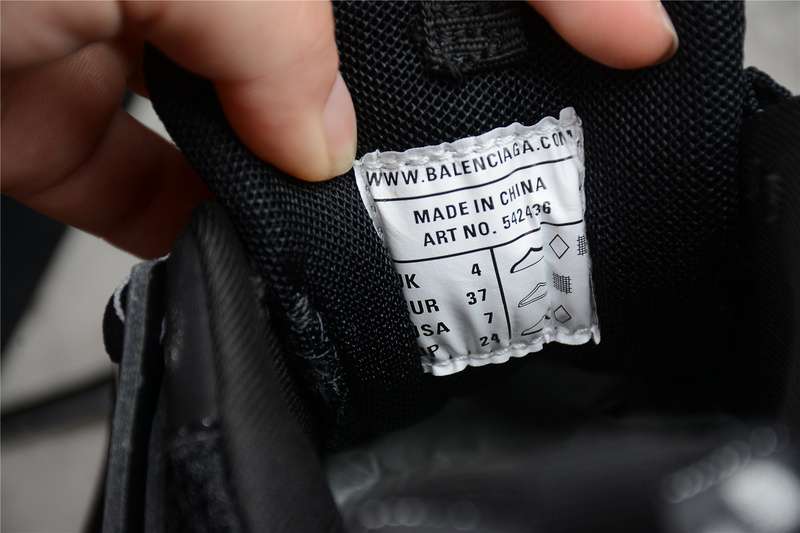 WWW.BALENCIAGA.COM
MADE IN CHINA
ART NO. 542436
K 4
UR 37
SA 7
P 24